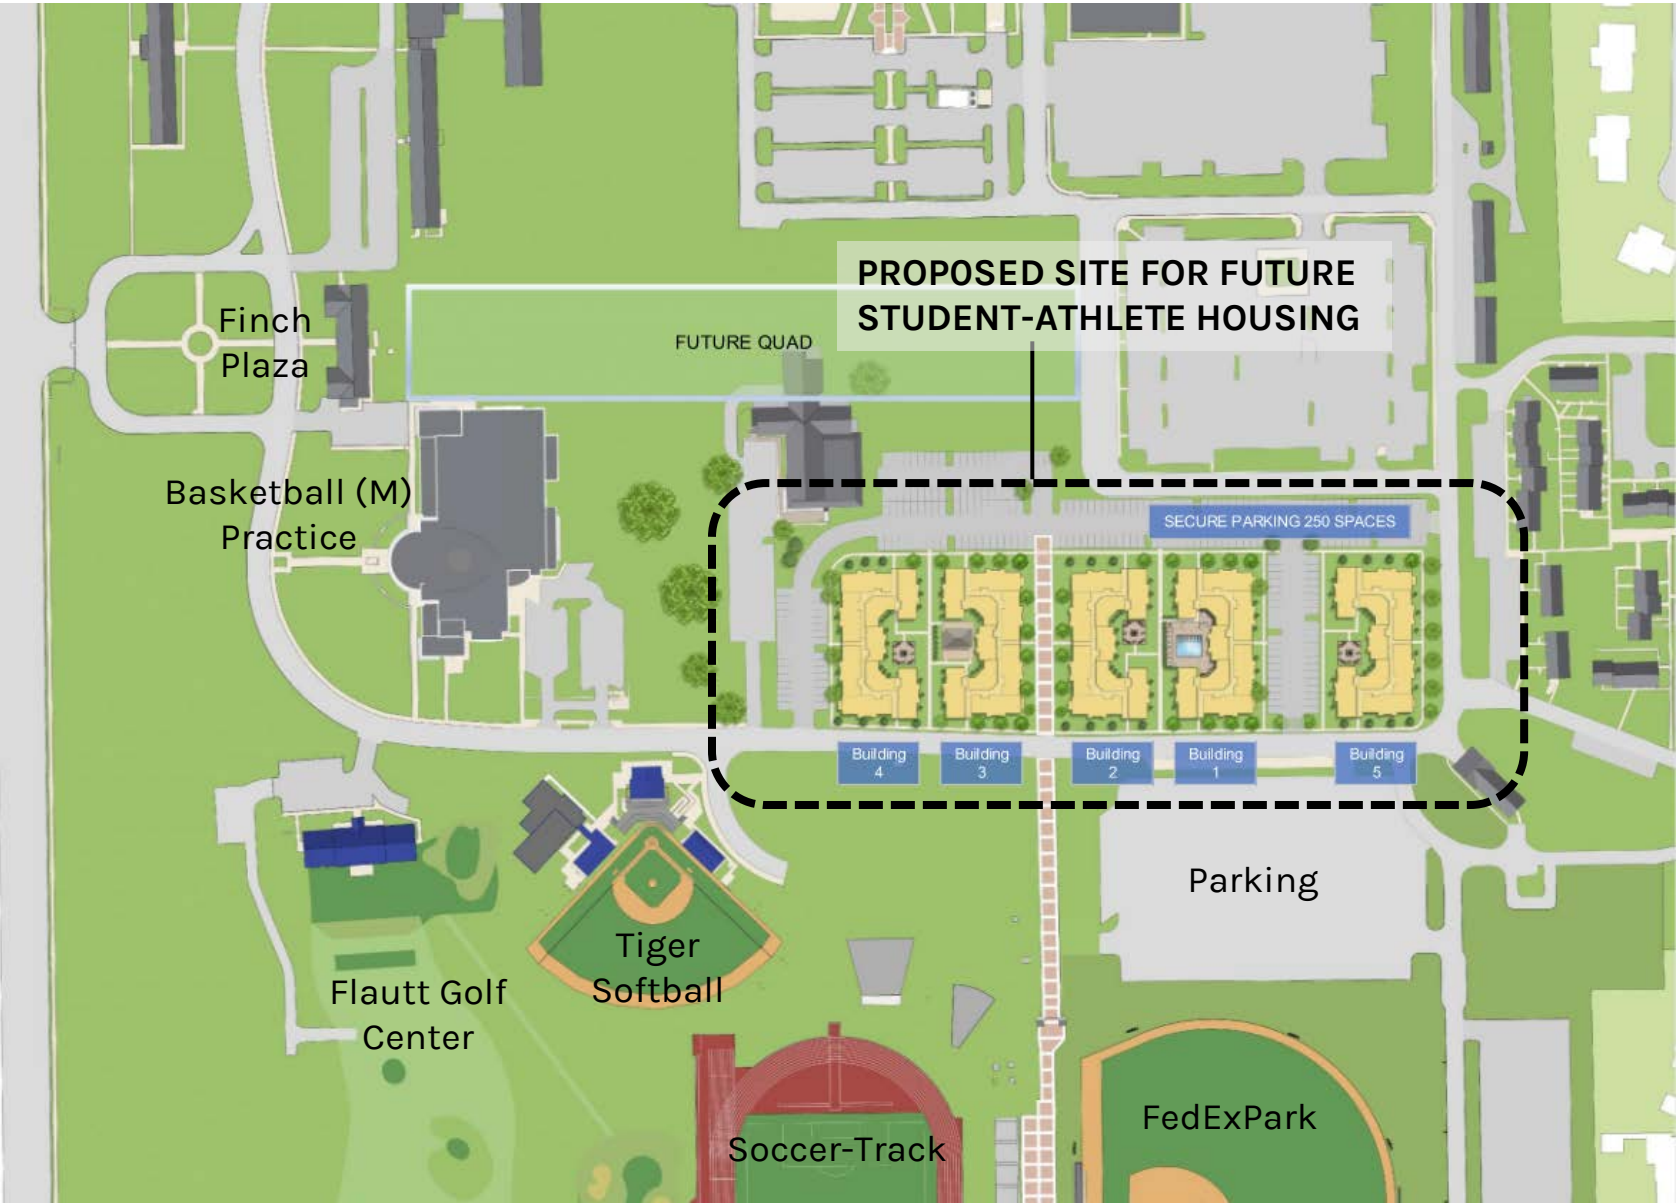 PROPOSED SITE FOR FUTURE
STUDENT-ATHLETE HOUSING
Finch
Plaza
FUTURE QUAD
Basketball (M)
Practice
SECURE PARKING 250 SPACES
Building
4
Building
3
Building
2
Building
1
Building
5
Parking
Tiger
Softball
Flautt Golf
Center
FedExPark
Soccer-Track